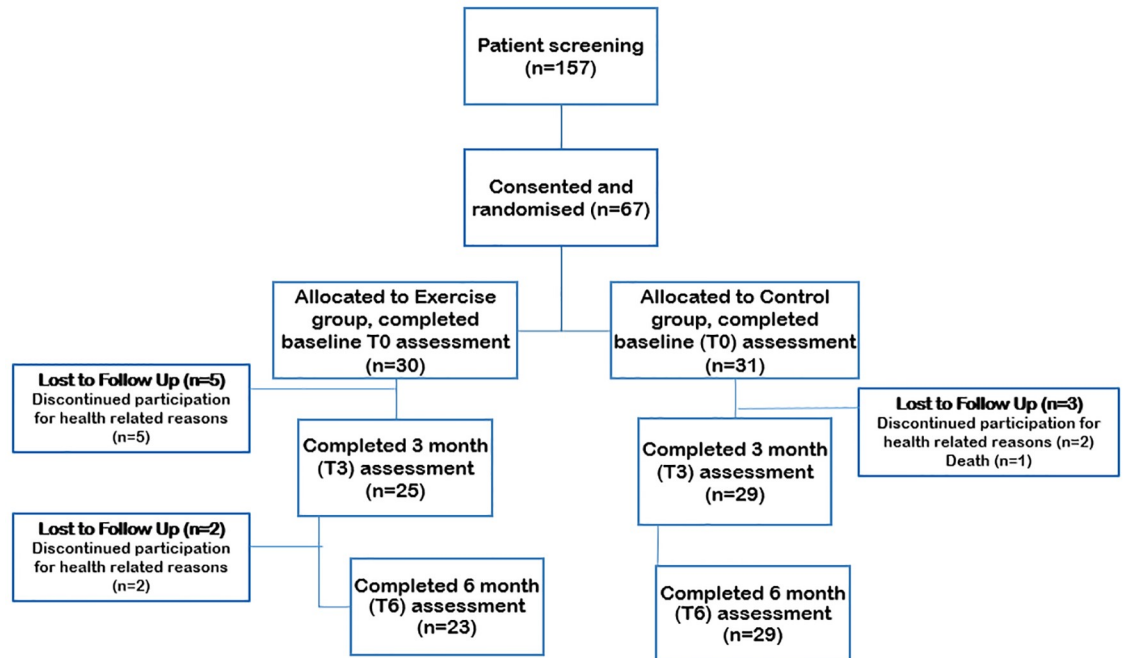 Patient screening
(n=157)
Consented and
randomised (n=67)
Allocated to Exercise
group, completed
baseline T0 assessment
(n=30)
Allocated to Control
group, completed
baseline (T0) assessment
(n=31)
Lost to Follow Up (n=5)
Discontinued participation
for health related reasons
(n=5)
Lost to Follow Up (n=3)
Discontinued participation for
health related reasons (n=2)
Death (n=1)
Completed 3 month
(T3) assessment
(n=25)
Completed 3 month
(T3) assessment
(n=29)
Lost to Follow Up (n=2)
Discontinued participation
for health related reasons
(n=2)
Completed 6 month
(T6) assessment
(n=23)
Completed 6 month
(T6) assessment
(n=29)